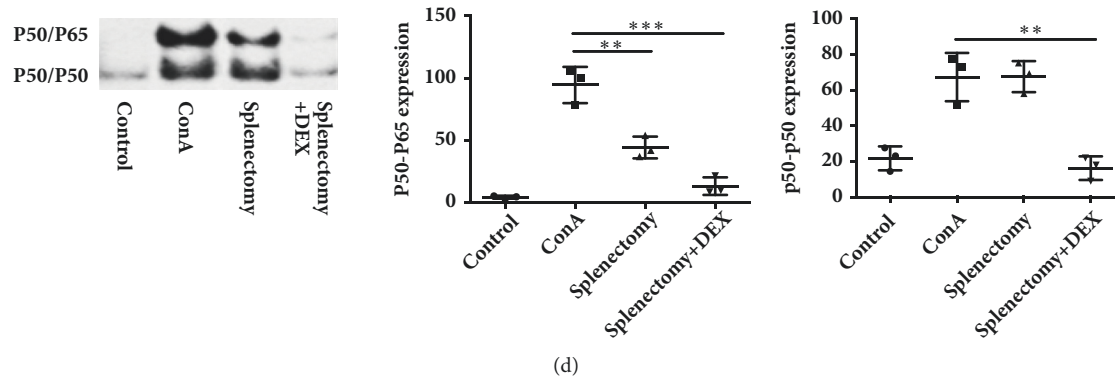 P50/P65
P50/P50
Control
ConA
Splenectomy
Splenectomy
+DEX
P50-P65 expression
150
100
50
0
***
**
Control
ConA
Splenectomy
Splenectomy+DEX
p50-p50 expression
100
80
60
40
20
0
**
Control
ConA
Splenectomy
Splenectomy+DEX
(d)